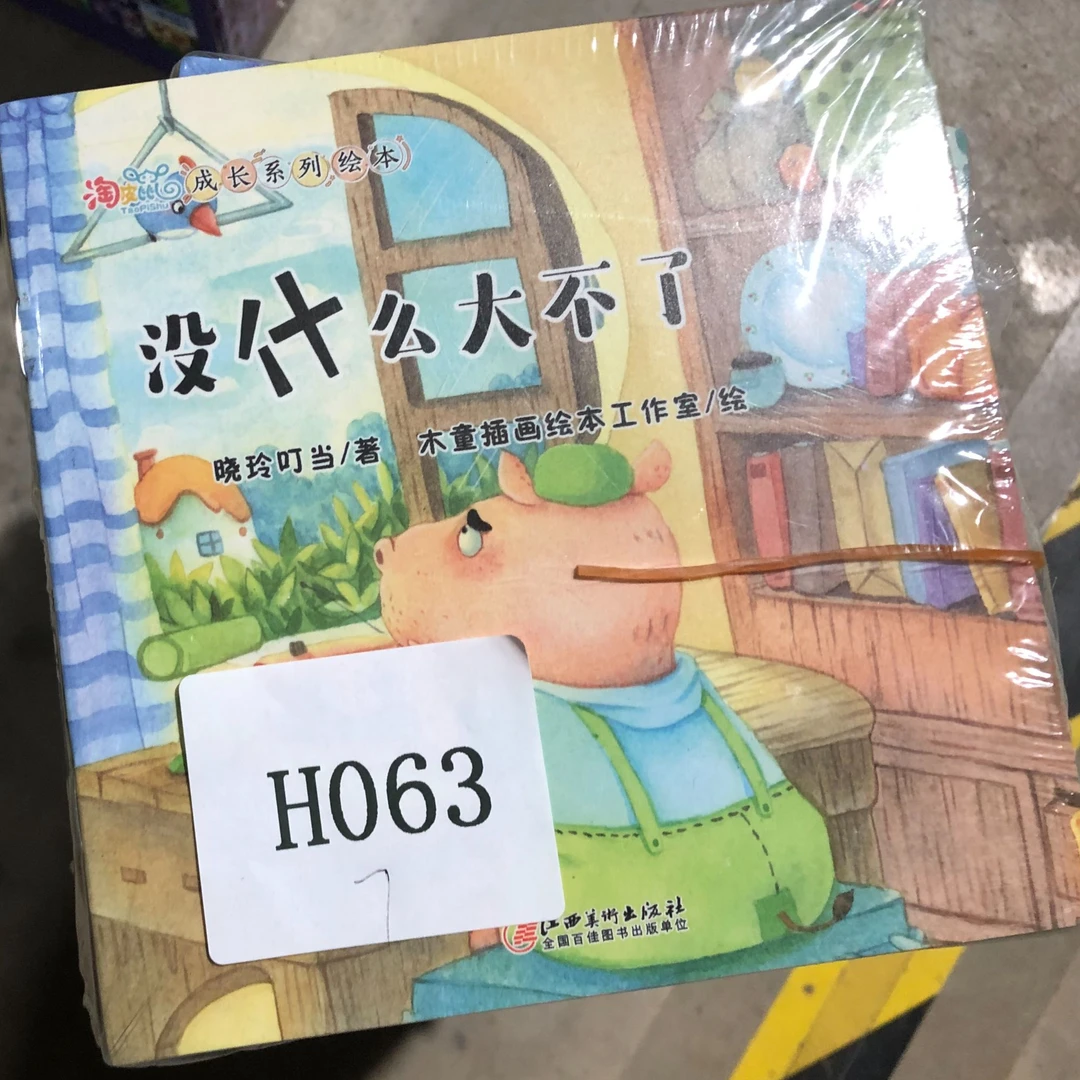 淘皮鼠 成长系列绘本
TaoPiShu
没什么大不了
晓玲叮当/著 木童插画绘本工作室/绘
H063
7
江西美術出版社
全国百佳图书出版单位